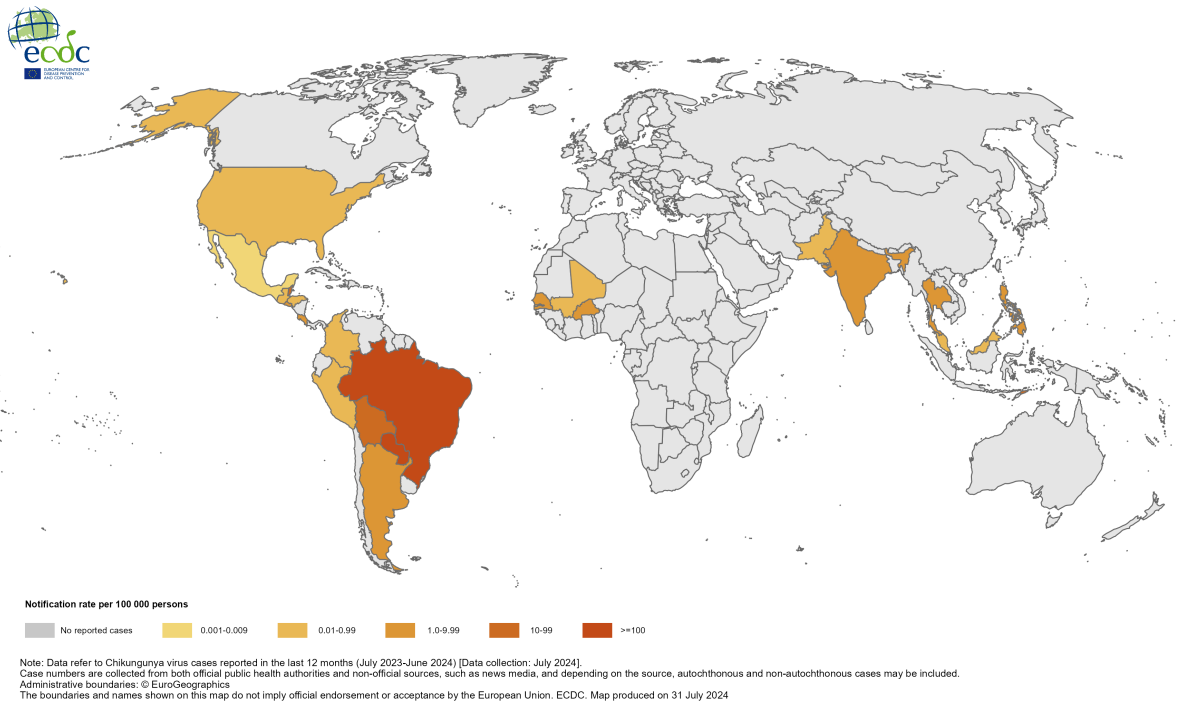 ecdc
EUROPEAN CENTRE FOR
DISEASE PREVENTION
AND CONTROL
Notification rate per 100 000 persons
No reported cases
0.001-0.009
0.01-0.99
1.0-9.99
10-99
>=100
Note: Data refer to Chikungunya virus cases reported in the last 12 months (July 2023-June 2024) [Data collection: July 2024].
Case numbers are collected from both official public health authorities and non-official sources, such as news media, and depending on the source, autochthonous and non-autochthonous cases may be included.
Administrative boundaries: © EuroGeographics
The boundaries and names shown on this map do not imply official endorsement or acceptance by the European Union. ECDC. Map produced on 31 July 2024